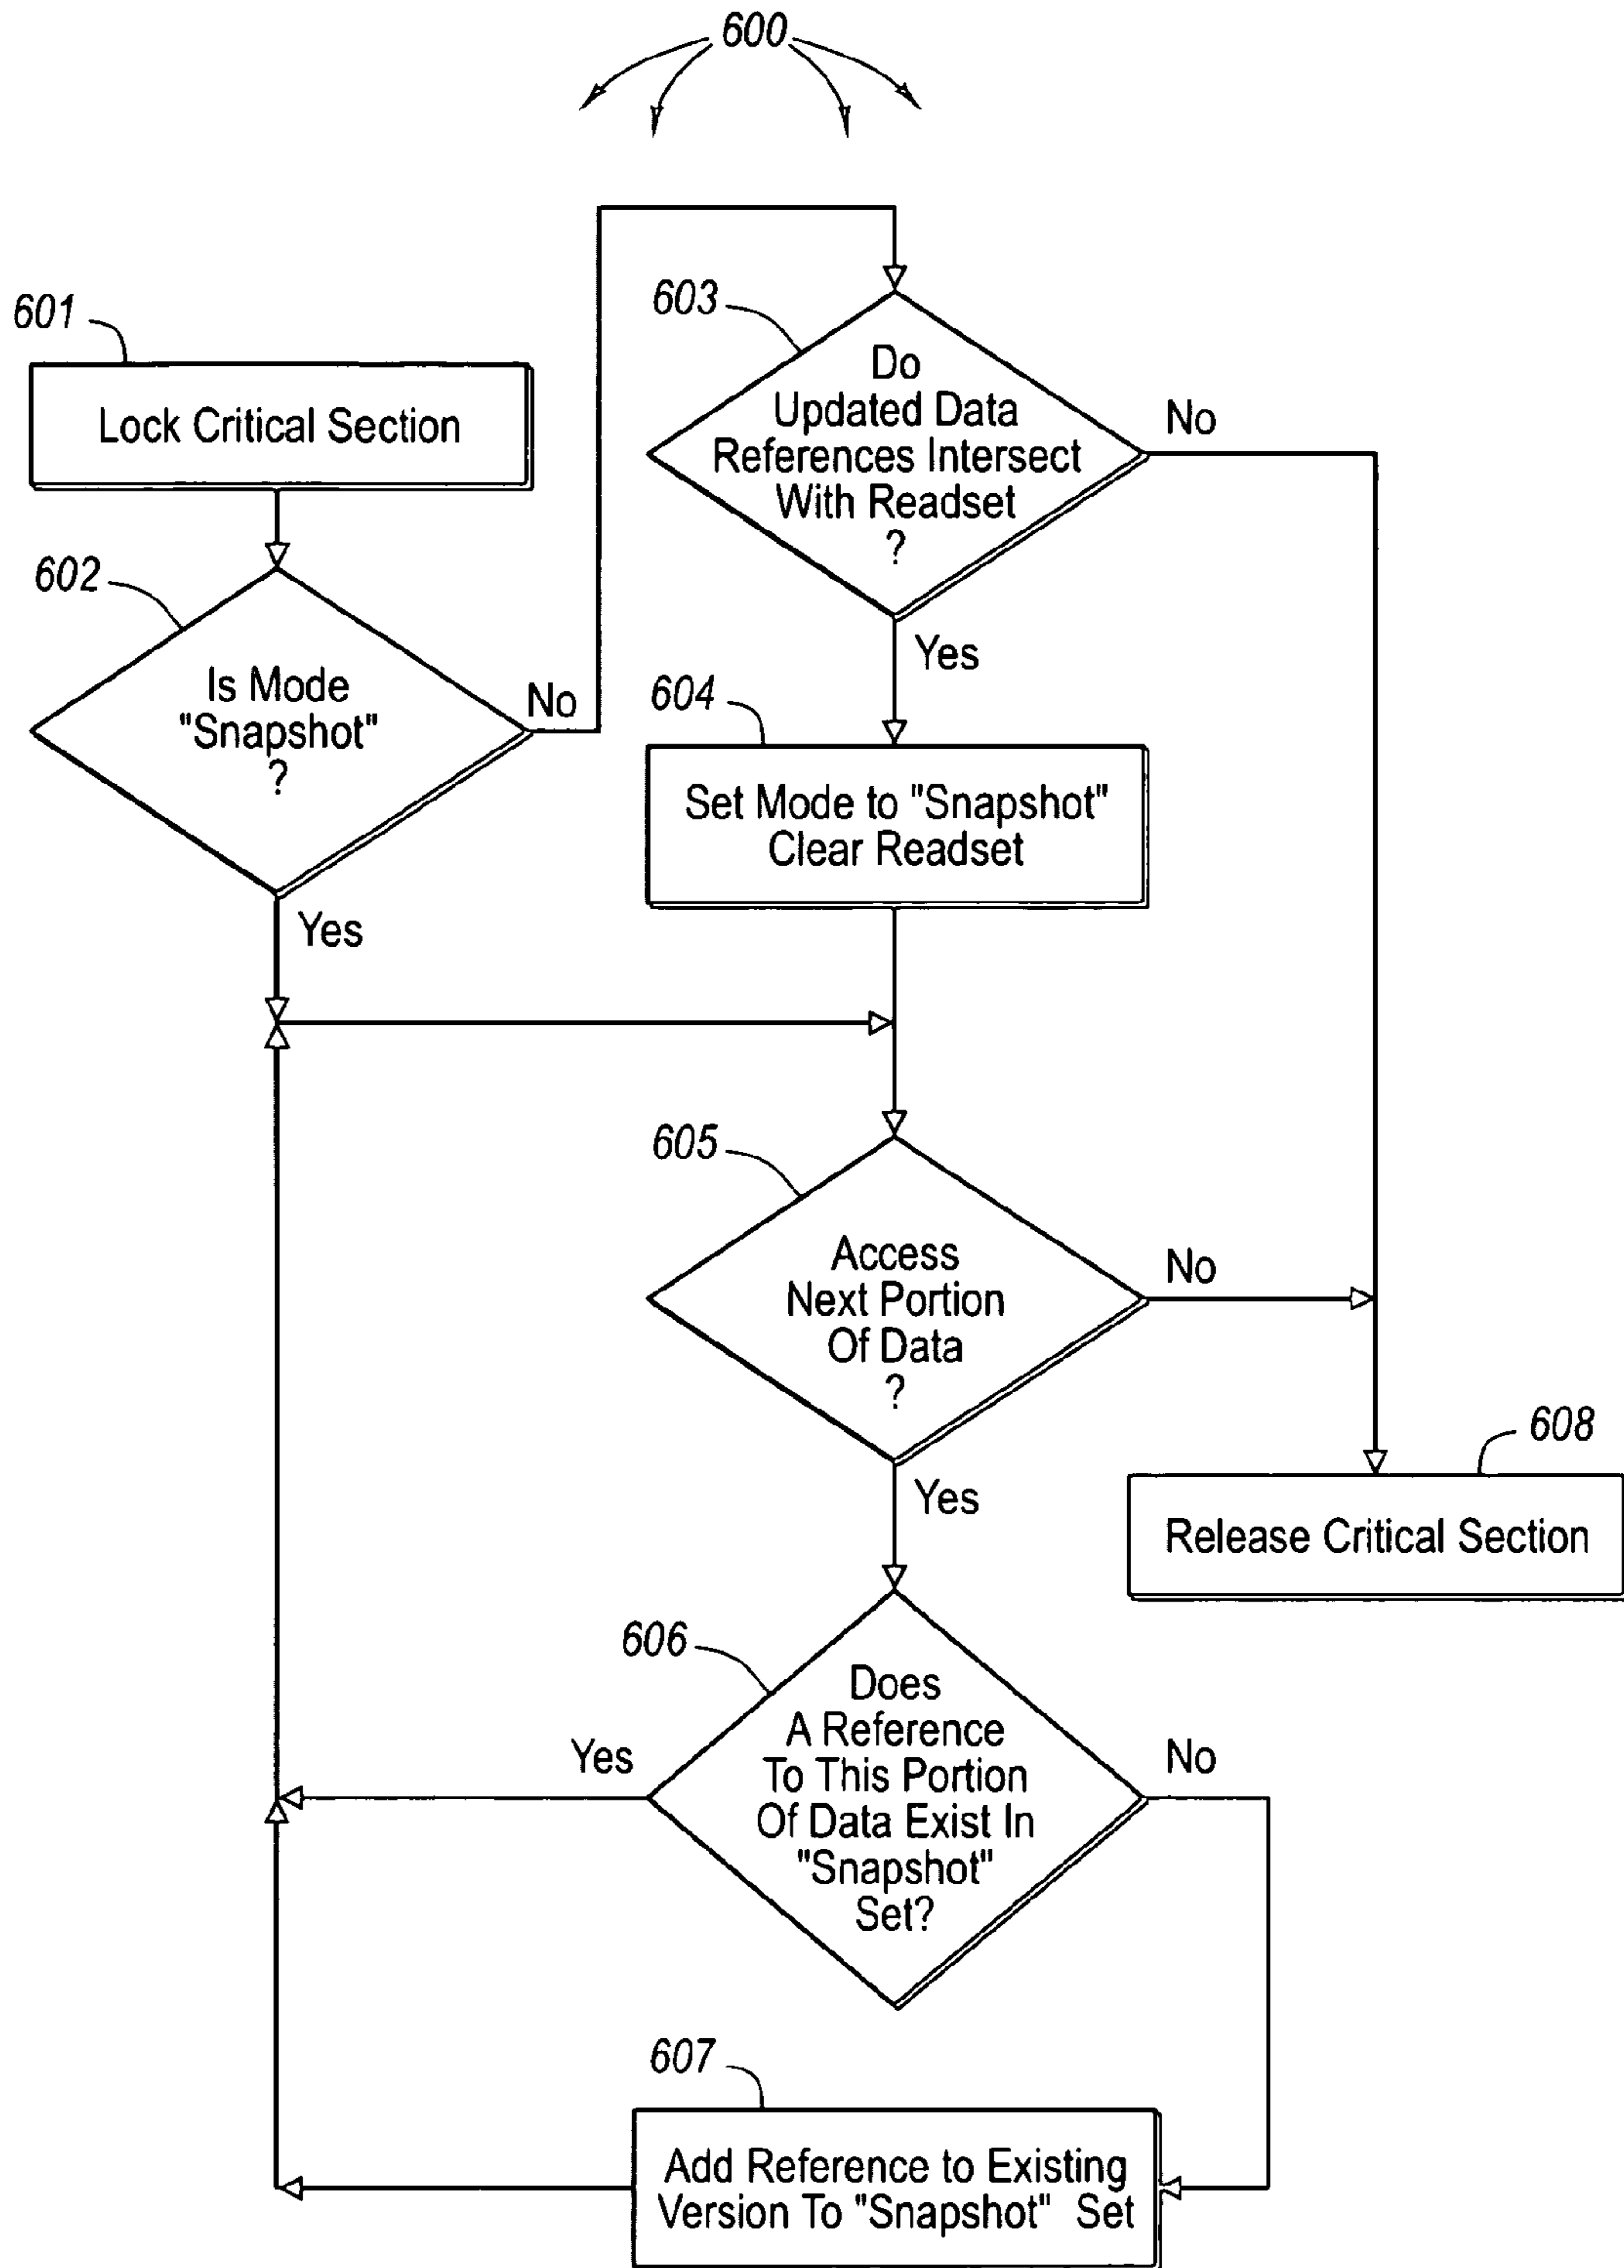 600
601
Lock Critical Section
602
Is Mode
"Snapshot"
?
No
Yes
603
Do
Updated Data
References Intersect
With Readset
?
No
Yes
604
Set Mode to "Snapshot"
Clear Readset
605
Access
Next Portion
Of Data
?
No
Yes
608
Release Critical Section
606
Does
A Reference
To This Portion
Of Data Exist In
"Snapshot"
Set?
Yes
No
607
Add Reference to Existing
Version To "Snapshot" Set